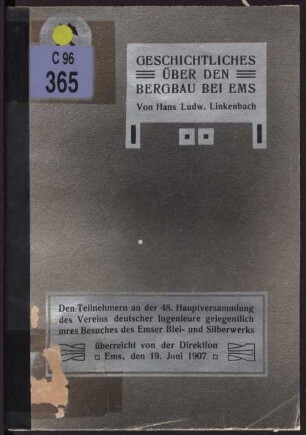 C 96
365
GESCHICHTLICHES
ÜBER DEN
BERGBAU BEI EMS
Von Hans Ludw. Linkenbach
Den Teilnehmern an der 48. Hauptversammlung
des Vereins deutscher Ingenieure gelegentlich
ihres Besuches des Emser Blei- und Silberwerks
überreicht von der Direktion
Ems, den 19. Juni 1907